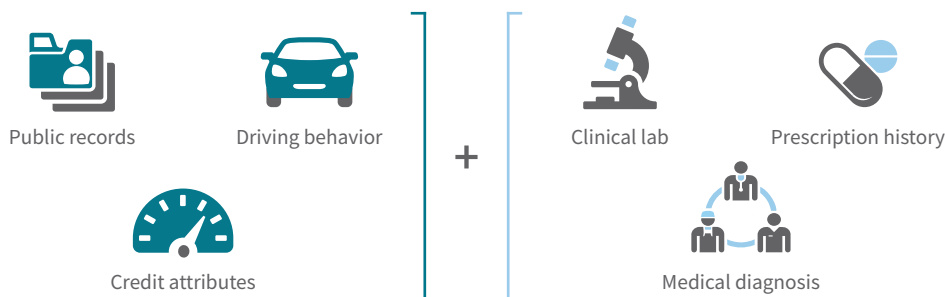 Public records
Driving behavior
Credit attributes
+
Clinical lab
Prescription history
Medical diagnosis